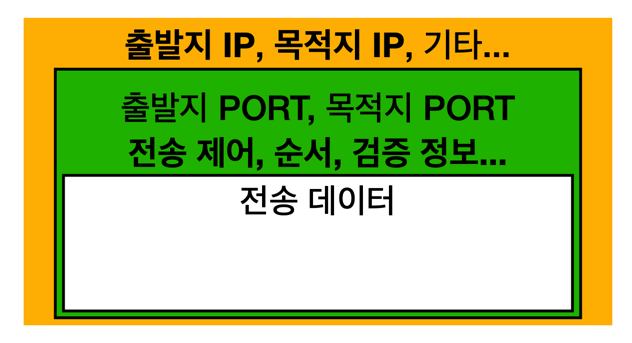 출발지 IP, 목적지 IP, 기타...
출발지 PORT, 목적지 PORT
전송 제어, 순서, 검증 정보...
전송 데이터